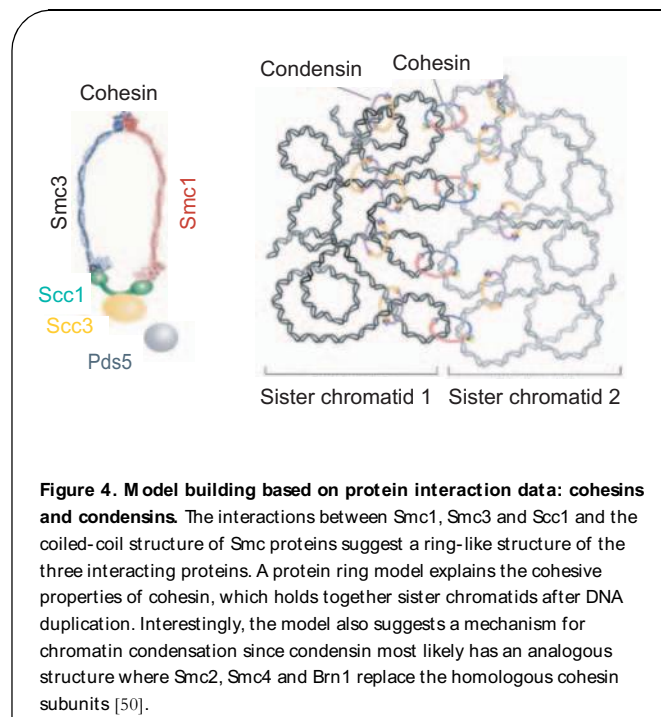 Condensin
Cohesin
Cohesin
Smc3
Smc1
Scc1
Scc3
Pds5
Sister chromatid 1
Sister chromatid 2
Figure 4. Model building based on protein interaction data: cohesins
and condensins. The interactions between Smc1, Smc3 and Scc1 and the
coiled-coil structure of Smc proteins suggest a ring-like structure of the
three interacting proteins. A protein ring model explains the cohesive
properties of cohesin, which holds together sister chromatids after DNA
duplication. Interestingly, the model also suggests a mechanism for
chromatin condensation since condensin most likely has an analogous
structure where Smc2, Smc4 and Brn1 replace the homologous cohesin
subunits [50].